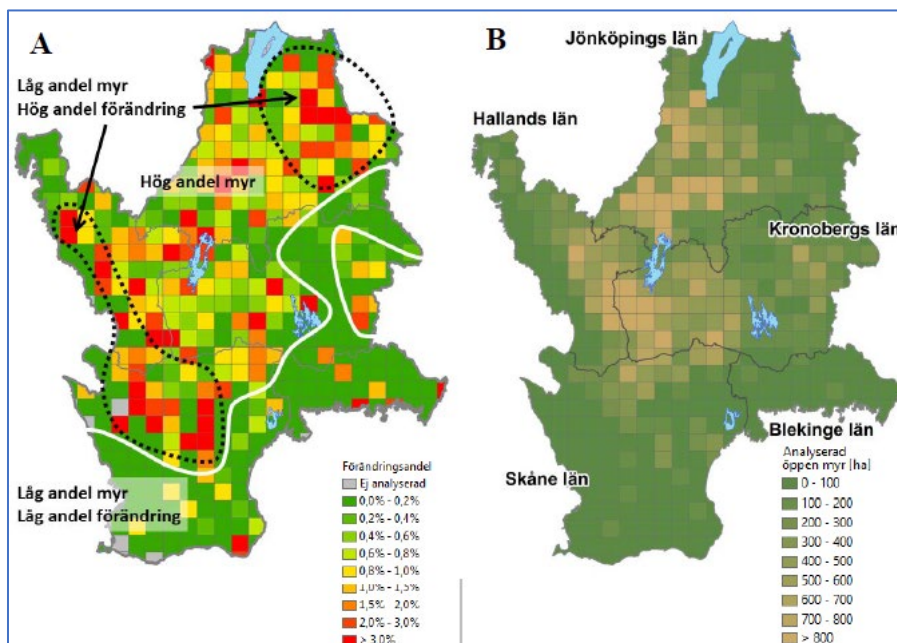 A
Låg andel myr
Hög andel förändring
Hög andel myr
Låg andel myr
Låg andel förändring
Förändringsandel
Ej analyserad
0,0% - 0,2%
0,2% - 0,4%
0,4% - 0,6%
0,6% - 0,8%
0,8% - 1,0%
1,0% - 1,5%
1,5% - 2,0%
2,0% - 3,0%
> 3,0%
B
Jönköpings län
Hallands län
Kronobergs län
Blekinge län
Skåne län
Analyserad
öppen myr [ha]
0 - 100
100 - 200
200 - 300
300 - 400
400 - 500
500 - 600
600 - 700
700 - 800
> 800